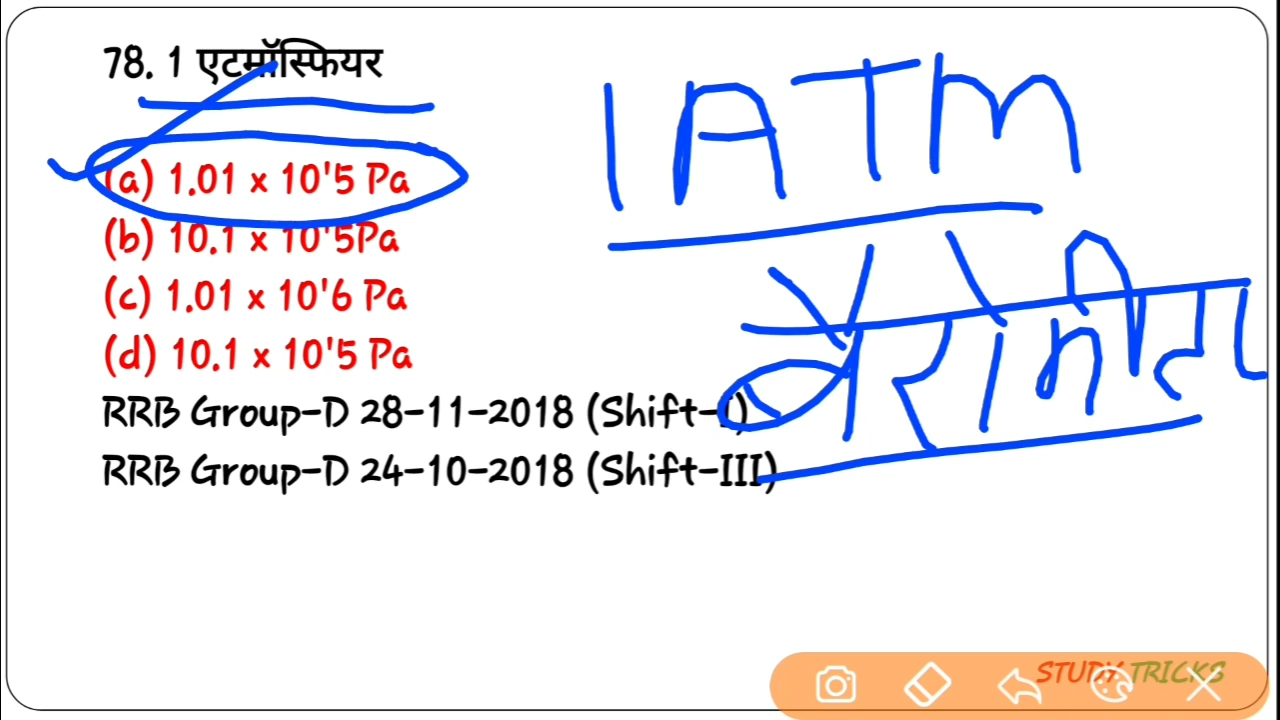 78. 1 एटमॉस्फियर
(a) 1.01 x 10'5 Pa
(b) 10.1 x 10'5Pa
(c) 1.01 x 10'6 Pa
(d) 10.1 x 10'5 Pa
RRB Group-D 28-11-2018 (Shift-I)
RRB Group-D 24-10-2018 (Shift-III)
1 ATM
बैरोमीटर
STUDY TRICKS